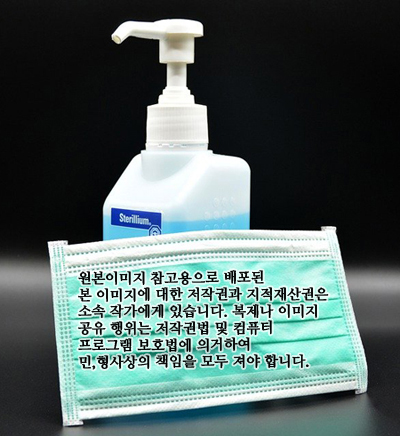 Sterillium®
원본이미지 참고용으로 배포된
본 이미지에 대한 저작권과 지적재산권은
소속 작가에게 있습니다. 복제나 이미지
공유 행위는 저작권법 및 컴퓨터
프로그램 보호법에 의거하여
민,형사상의 책임을 모두 져야 합니다.